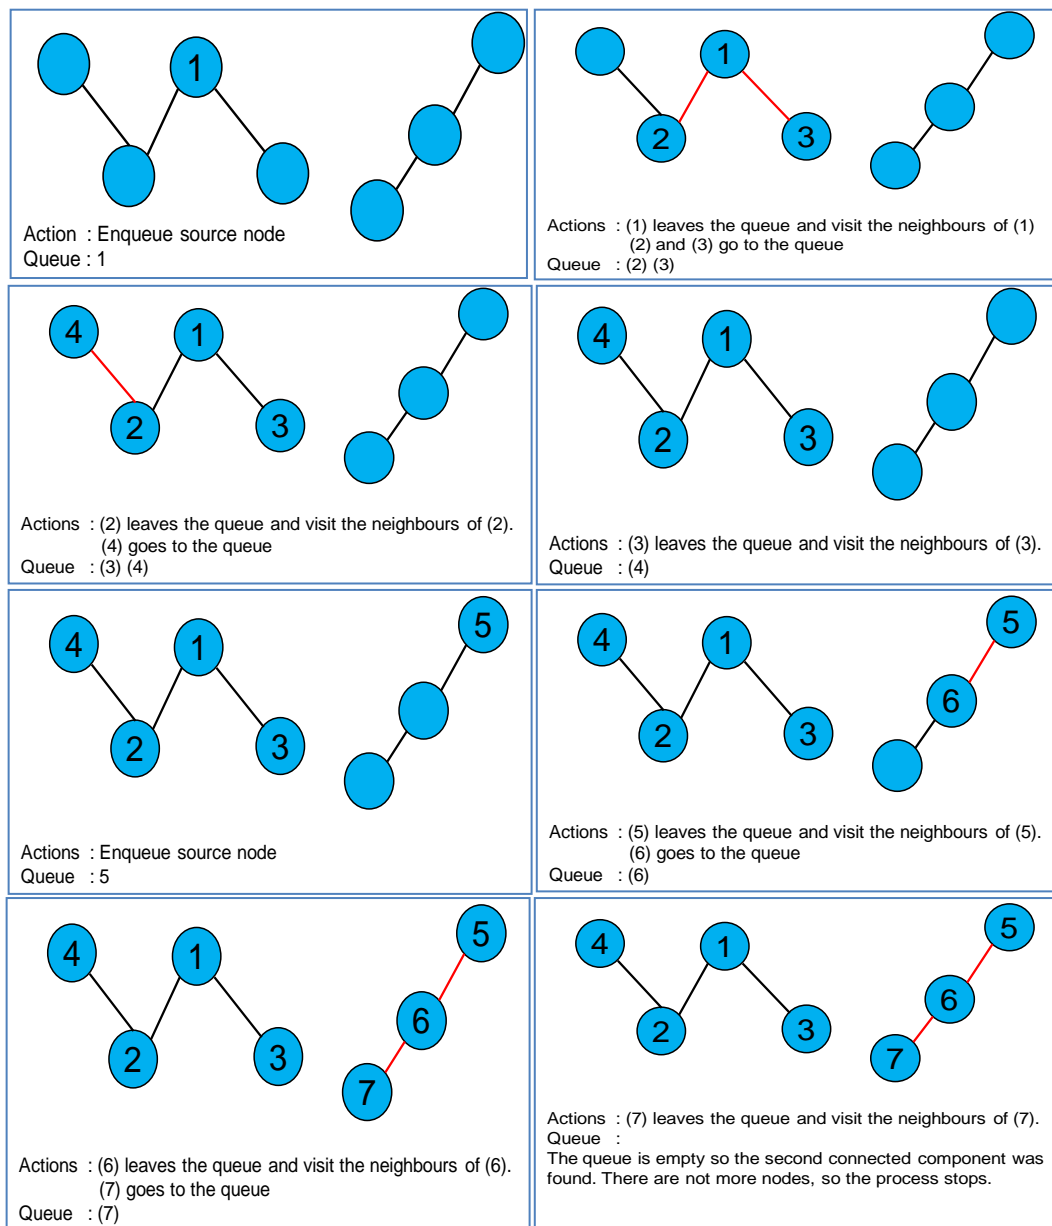 1
Action : Enqueue source node
Queue : 1
1
2
3
Actions : (1) leaves the queue and visit the neighbours of (1)
(2) and (3) go to the queue
Queue : (2) (3)
4
1
2
3
Actions : (2) leaves the queue and visit the neighbours of (2).
(4) goes to the queue
Queue : (3) (4)
4
1
2
3
Actions : (3) leaves the queue and visit the neighbours of (3).
Queue : (4)
4
1
5
2
3
Actions : Enqueue source node
Queue : 5
4
1
5
6
2
3
Actions : (5) leaves the queue and visit the neighbours of (5).
(6) goes to the queue
Queue : (6)
4
1
5
6
2
3
7
Actions : (6) leaves the queue and visit the neighbours of (6).
(7) goes to the queue
Queue : (7)
4
1
5
6
2
3
7
Actions : (7) leaves the queue and visit the neighbours of (7).
Queue :
The queue is empty so the second connected component was
found. There are not more nodes, so the process stops.